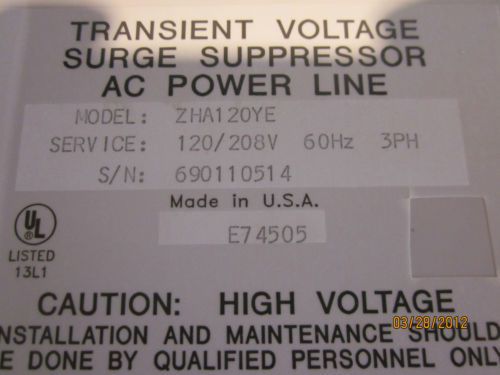 TRANSIENT VOLTAGE
SURGE SUPPRESSOR
AC POWER LINE
MODEL: ZHA120YE
SERVICE: 120/208V 60Hz 3PH
S/N: 690110514
Made in U.S.A.
E74505
UL
®
LISTED
13L1
CAUTION: HIGH VOLTAGE
03/28/2012
INSTALLATION AND MAINTENANCE SHOULD
E DONE BY QUALIFIED PERSONNEL ONLY